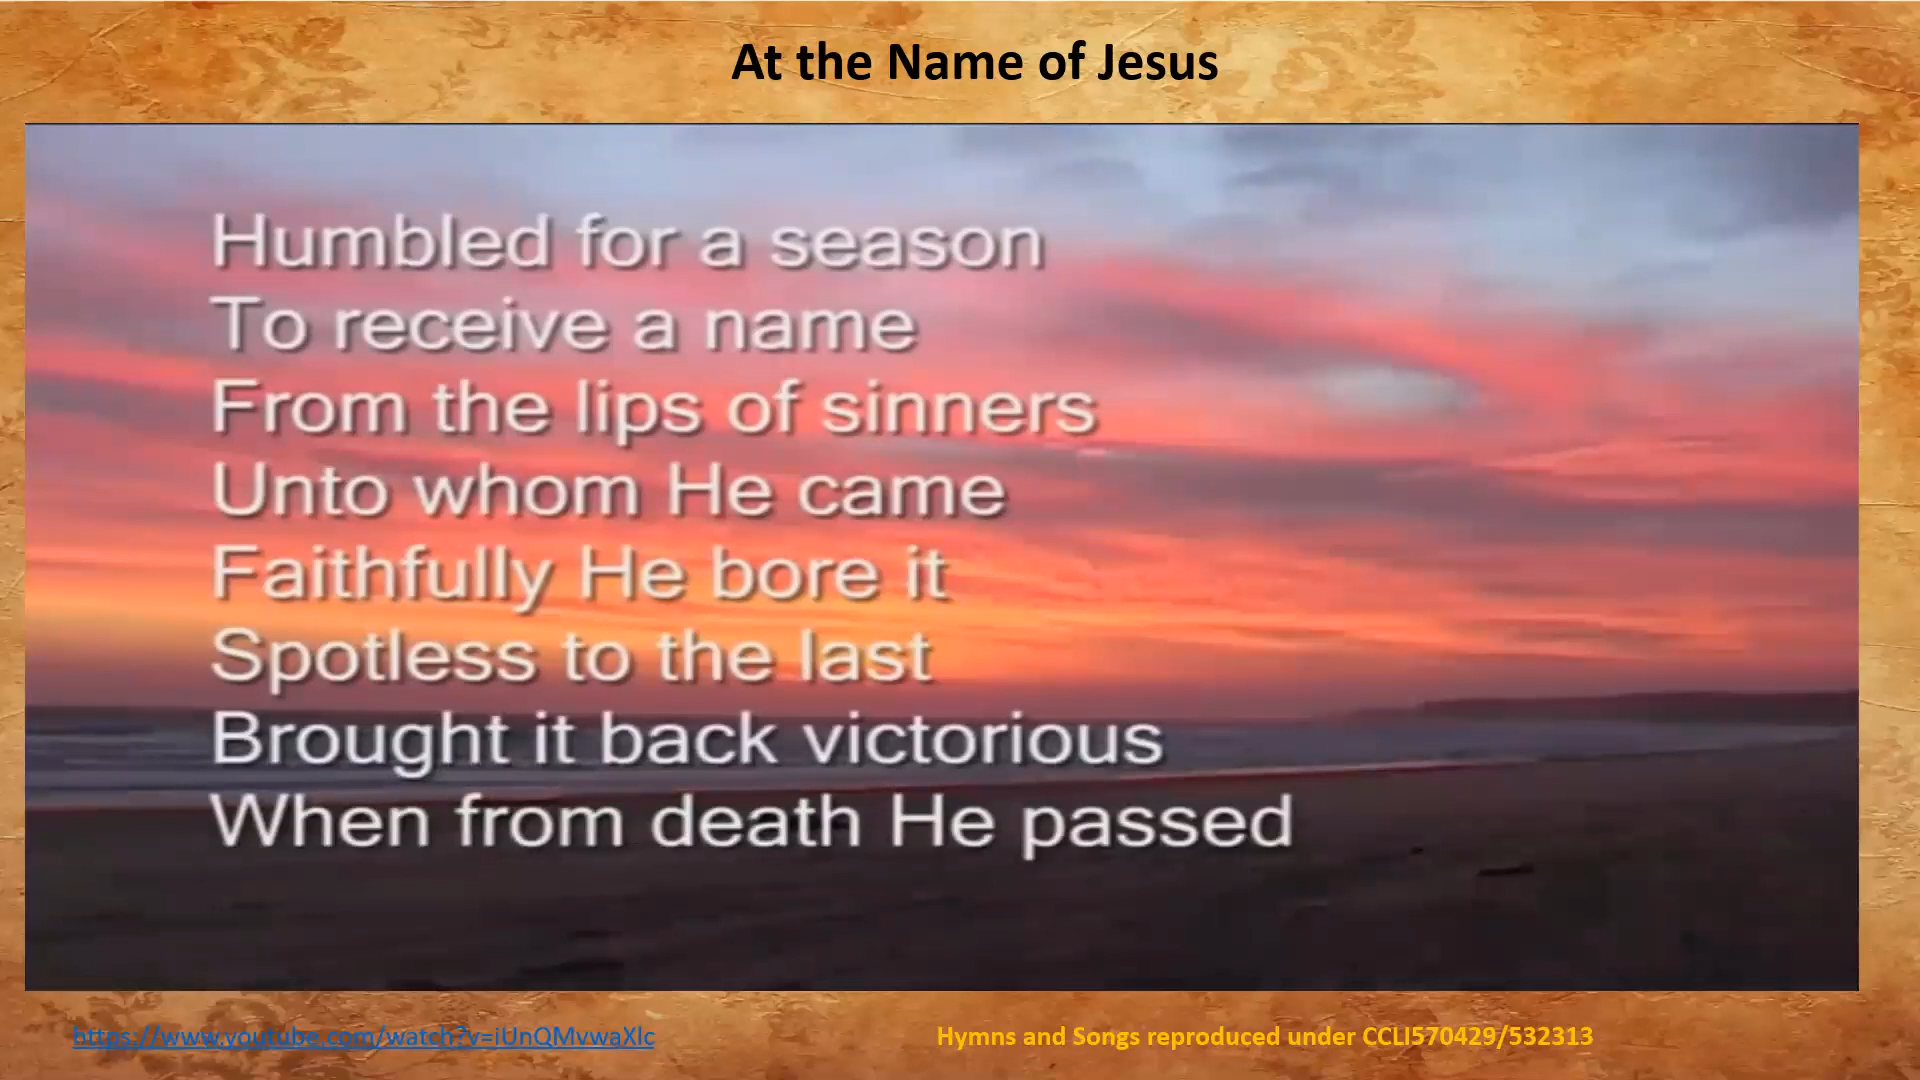 At the Name of Jesus
Humbled for a season
To receive a name
From the lips of sinners
Unto whom He came
Faithfully He bore it
Spotless to the last
Brought it back victorious
When from death He passed
https://www.youtube.com/watch?v=iUnQMvwaXlc
Hymns and Songs reproduced under CCLI570429/532313